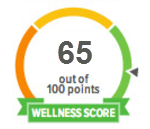 65
out of
100 points
WELLNESS SCORE